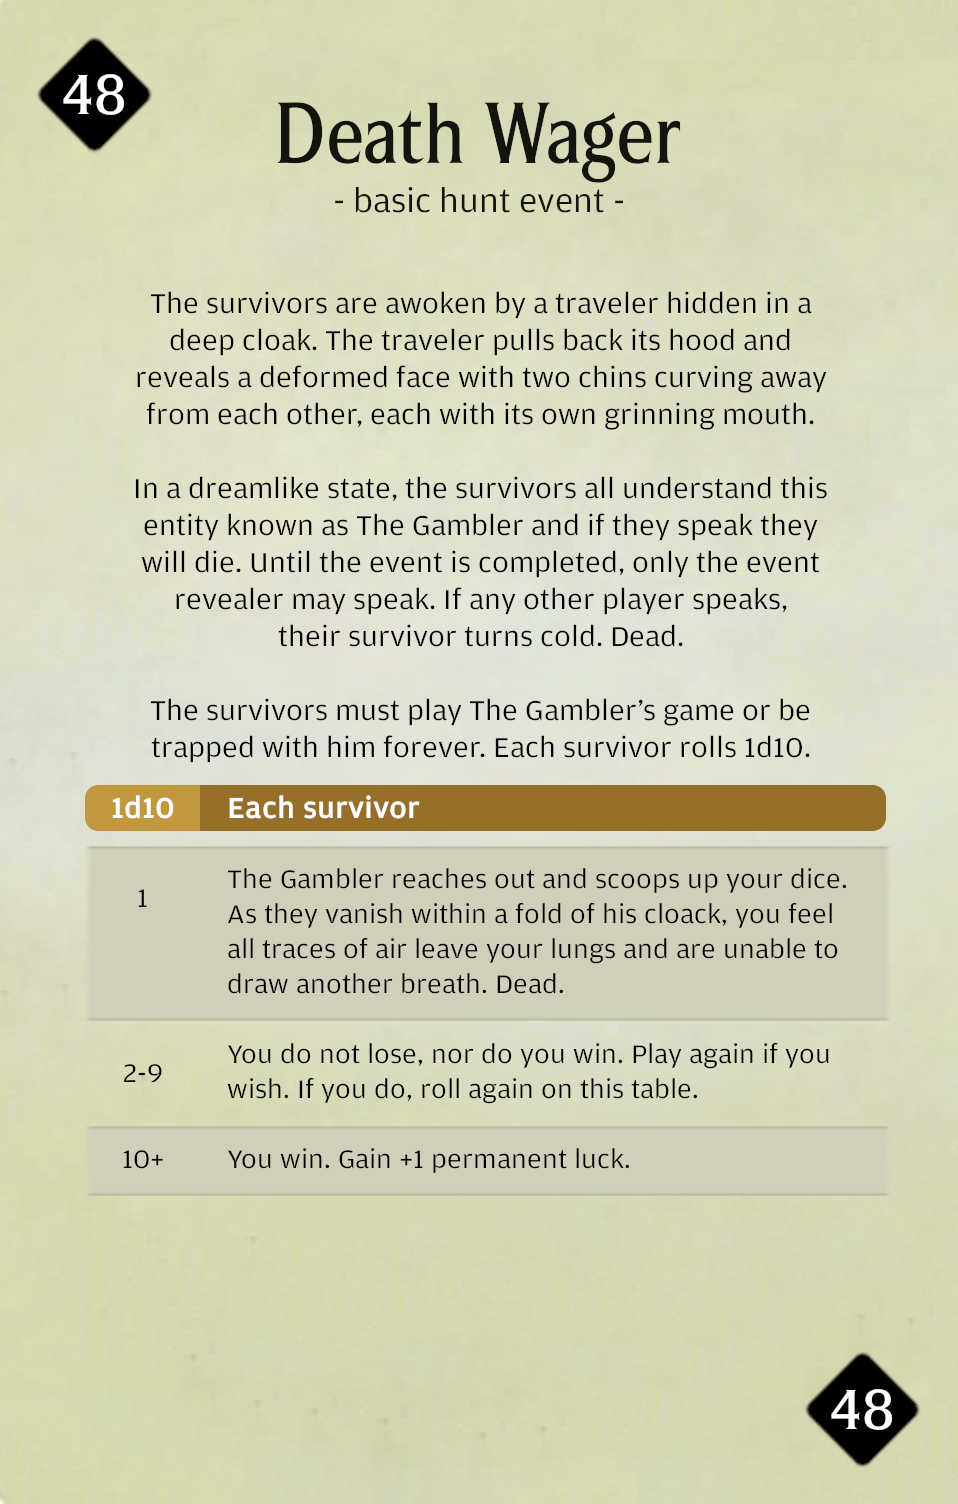 48
Death Wager
- basic hunt event -
The survivors are awoken by a traveler hidden in a
deep cloak. The traveler pulls back its hood and
reveals a deformed face with two chins curving away
from each other, each with its own grinning mouth.
In a dreamlike state, the survivors all understand this
entity known as The Gambler and if they speak they
will die. Until the event is completed, only the event
revealer may speak. If any other player speaks,
their survivor turns cold. Dead.
The survivors must play The Gambler’s game or be
trapped with him forever. Each survivor rolls 1d10.
1d10 Each survivor
1 The Gambler reaches out and scoops up your dice.
As they vanish within a fold of his cloack, you feel
all traces of air leave your lungs and are unable to
draw another breath. Dead.
2-9 You do not lose, nor do you win. Play again if you
wish. If you do, roll again on this table.
10+ You win. Gain +1 permanent luck.
48